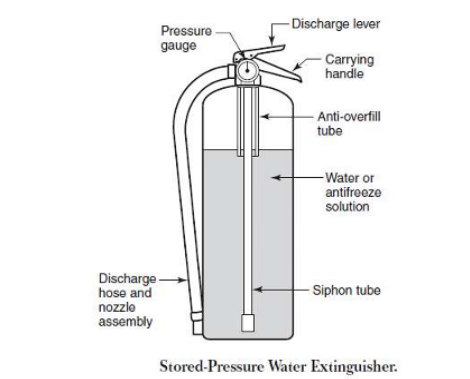 Discharge lever
Pressure
gauge
Carrying
handle
Anti-overfill
tube
Water or
antifreeze
solution
Discharge
hose and
nozzle
assembly
Siphon tube
Stored-Pressure Water Extinguisher.